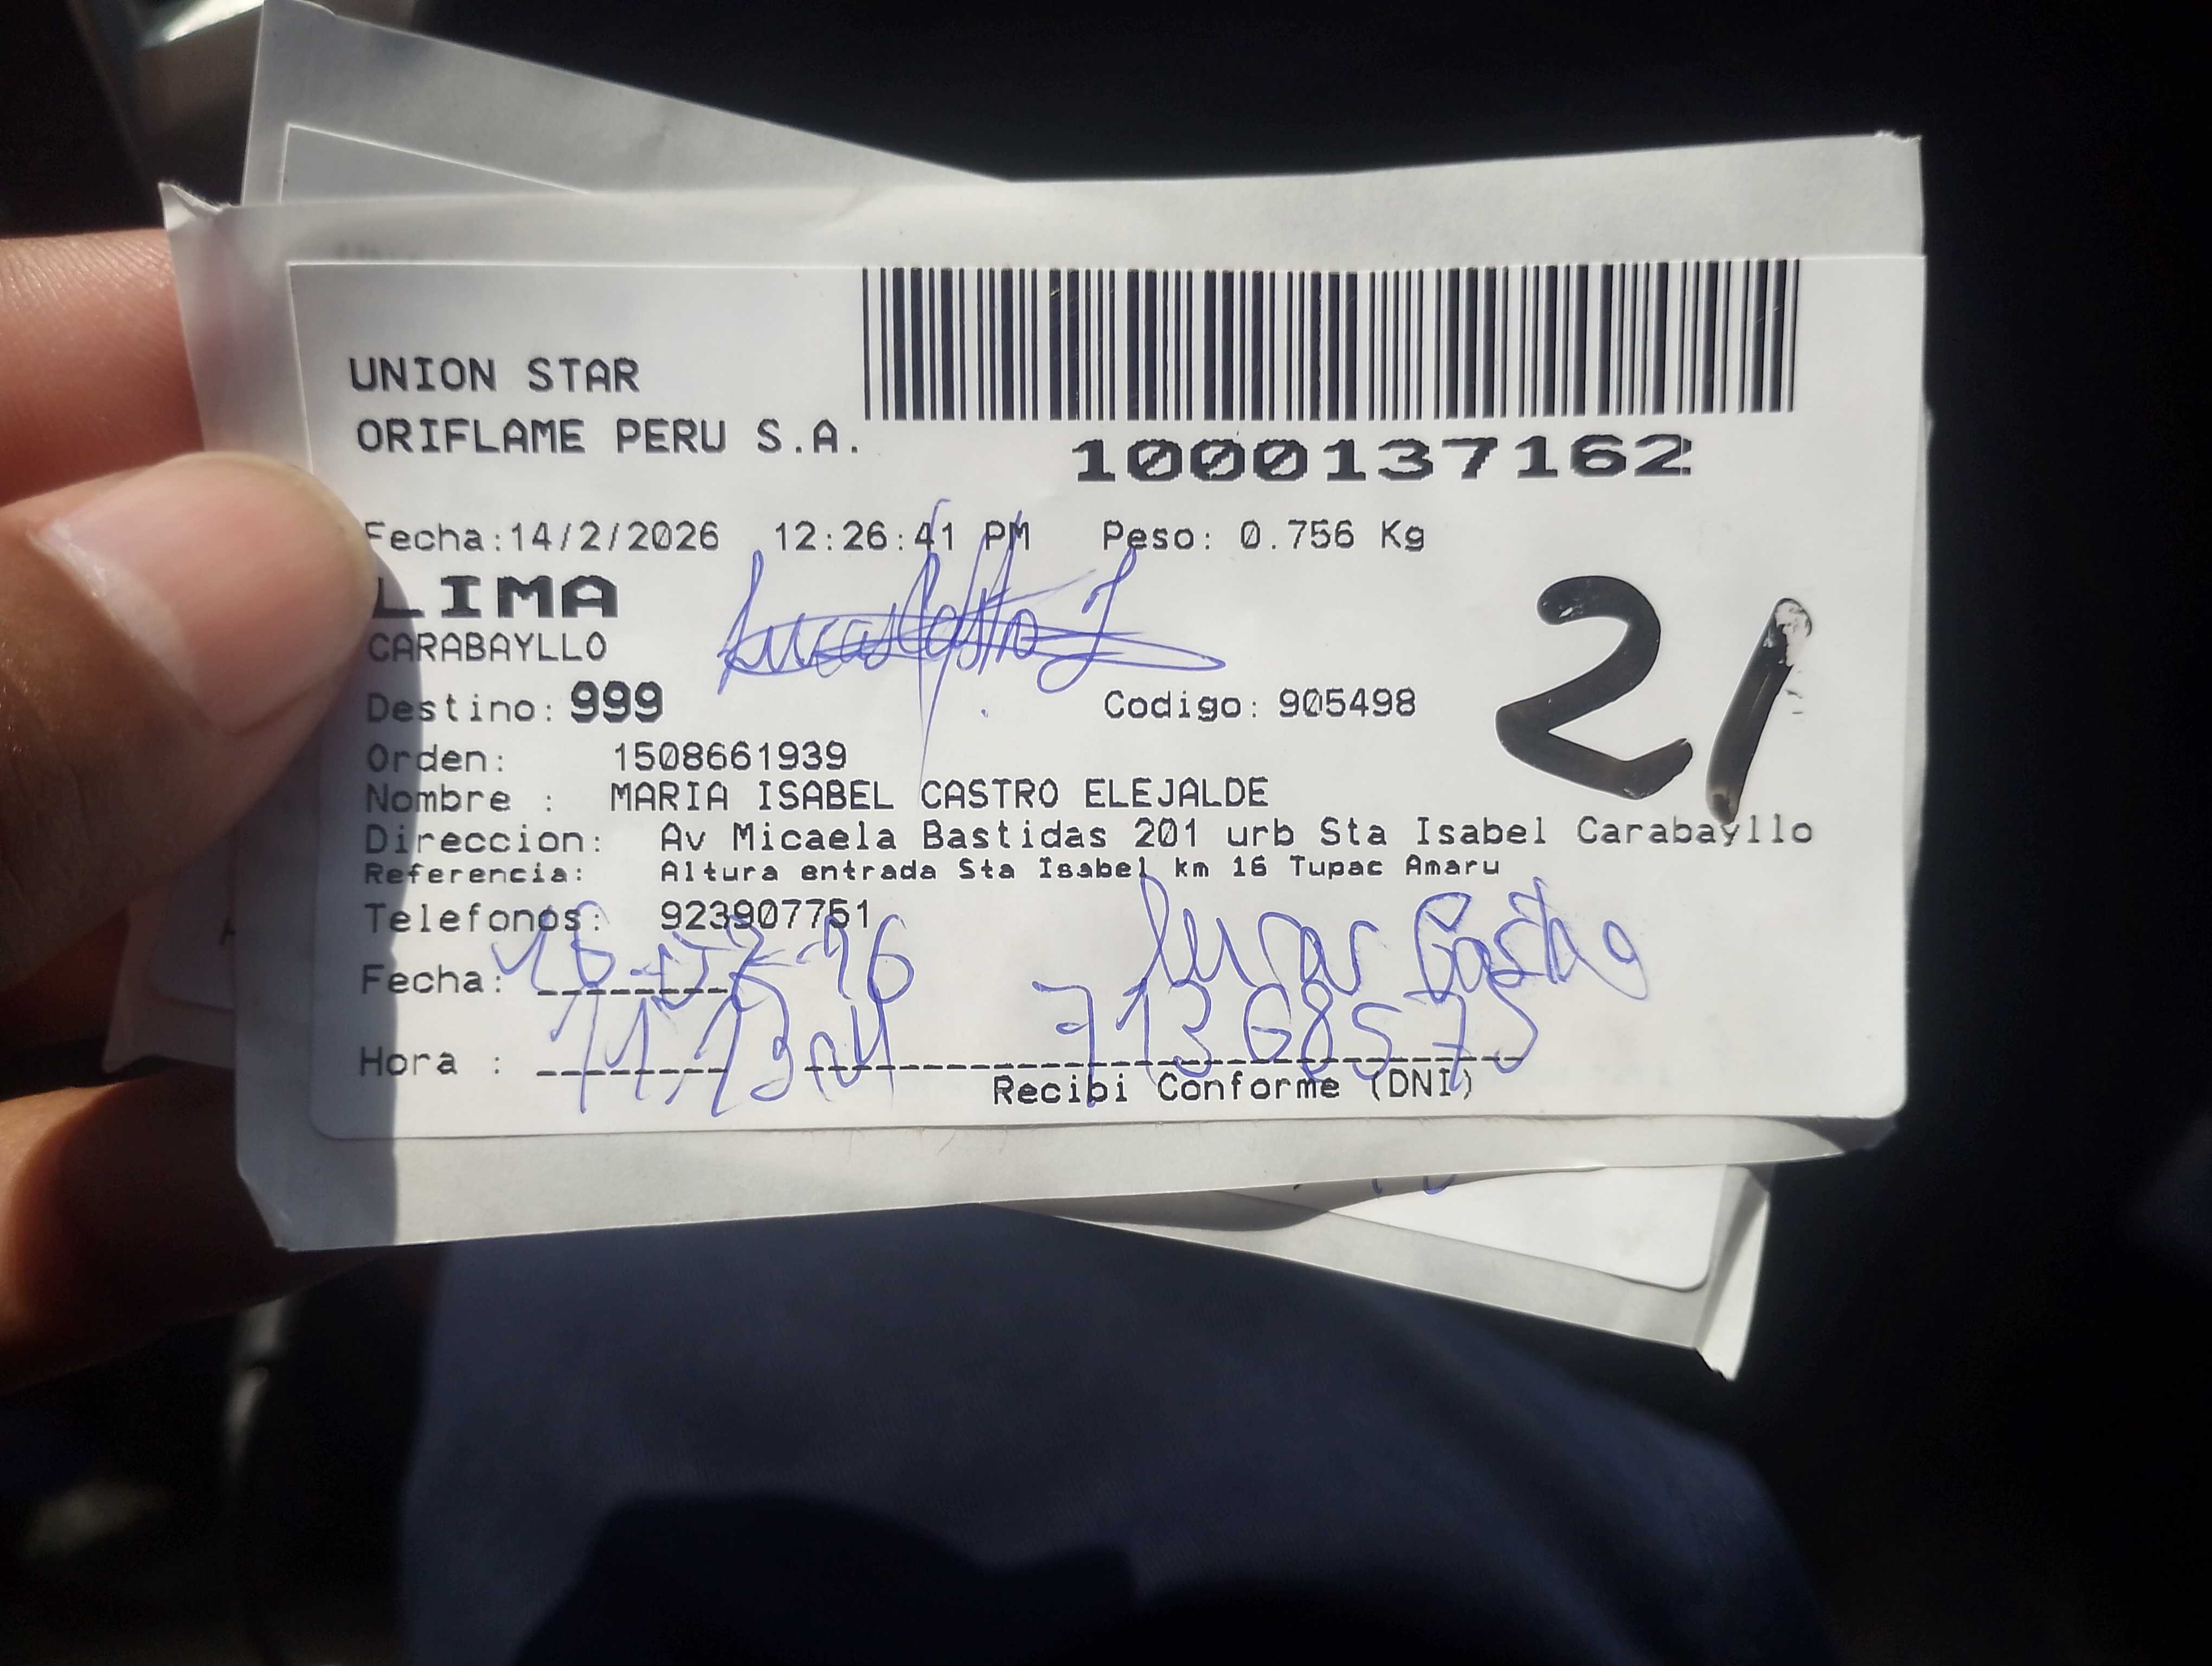 UNION STAR
ORIFLAME PERU S.A.
1000137162
Fecha:14/2/2026 12:26:41 PM Peso: 0.756 Kg
LIMA
CARABAYLLO
21
Destino: 999 Codigo: 905498
Orden: 1508661939
Nombre : MARIA ISABEL CASTRO ELEJALDE
Direccion: Av Micaela Bastidas 201 urb Sta Isabel Carabayllo
Referencia: Altura entrada Sta Isabel km 16 Tupac Amaru
Telefonos: 923907751
Castro
Fecha:
Hora : 71368575
Recibi Conforme (DNI)